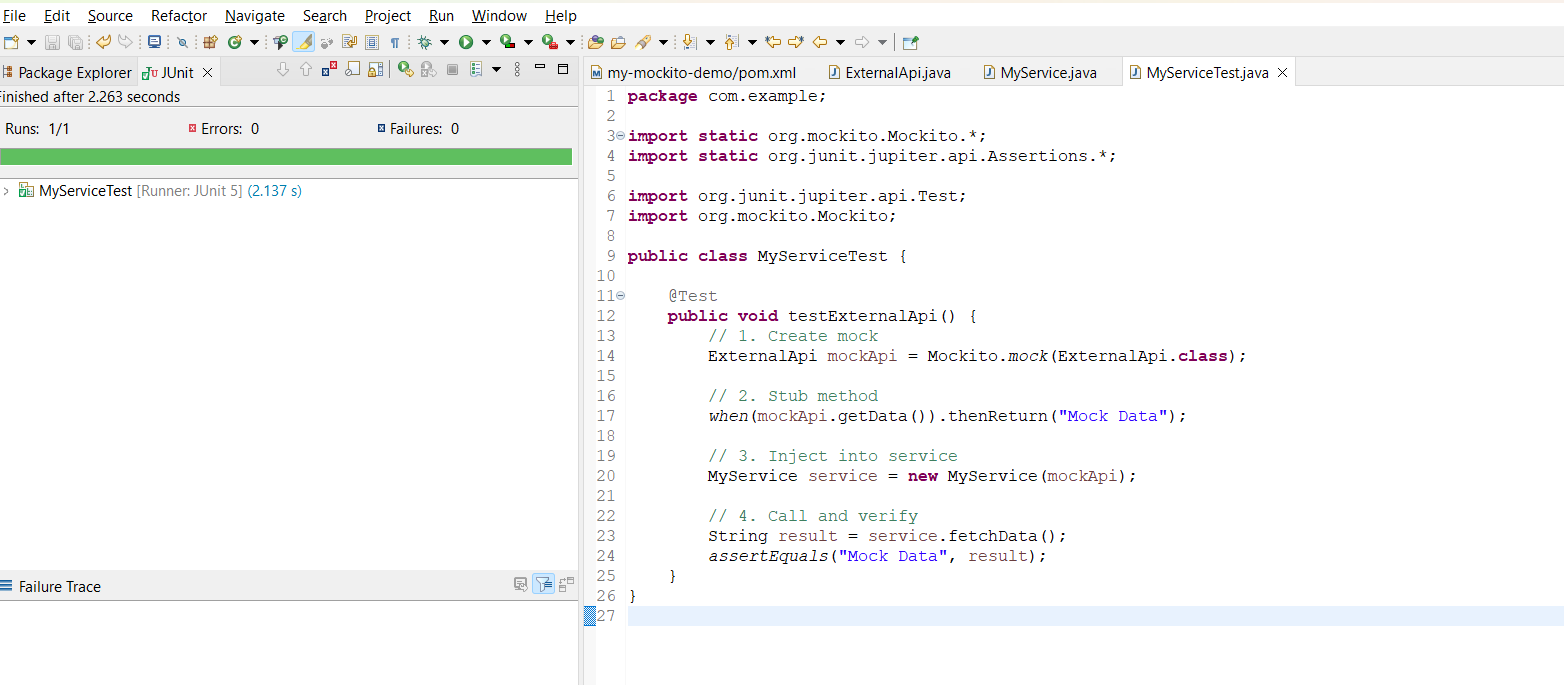 File Edit Source Refactor Navigate Search Project Run Window Help
Package Explorer JUnit
Finished after 2.263 seconds
Runs: 1/1 Errors: 0 Failures: 0
MyServiceTest [Runner: JUnit 5] (2.137 s)
Failure Trace
my-mockito-demo/pom.xml ExternalApi.java MyService.java MyServiceTest.java
1 package com.example;
2
3 import static org.mockito.Mockito.*;
4 import static org.junit.jupiter.api.Assertions.*;
5
6 import org.junit.jupiter.api.Test;
7 import org.mockito.Mockito;
8
9 public class MyServiceTest {
10
11 @Test
12 public void testExternalApi() {
13 // 1. Create mock
14 ExternalApi mockApi = Mockito.mock(ExternalApi.class);
15
16 // 2. Stub method
17 when(mockApi.getData()).thenReturn("Mock Data");
18
19 // 3. Inject into service
20 MyService service = new MyService(mockApi);
21
22 // 4. Call and verify
23 String result = service.fetchData();
24 assertEquals("Mock Data", result);
25 }
26 }
27